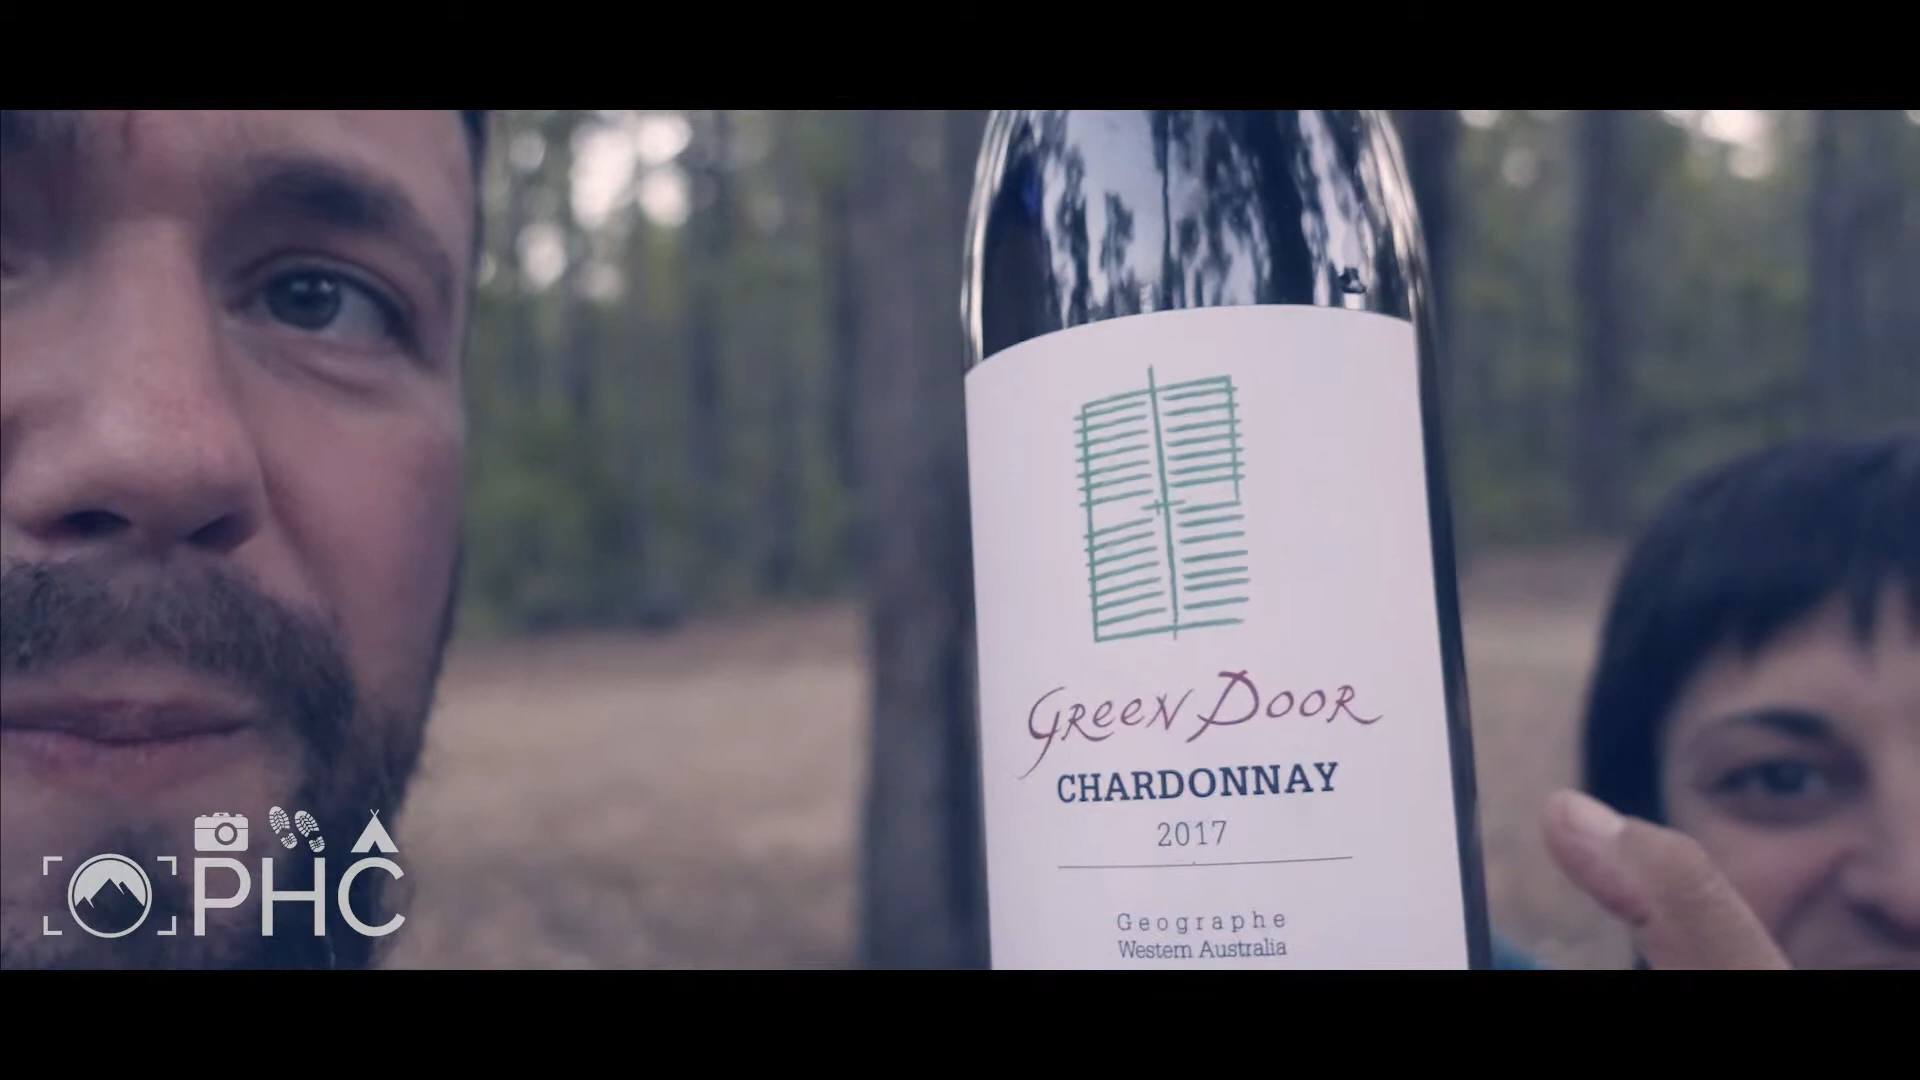 Green Door
CHARDONNAY
2017
Geographe
Western Australia
PHC